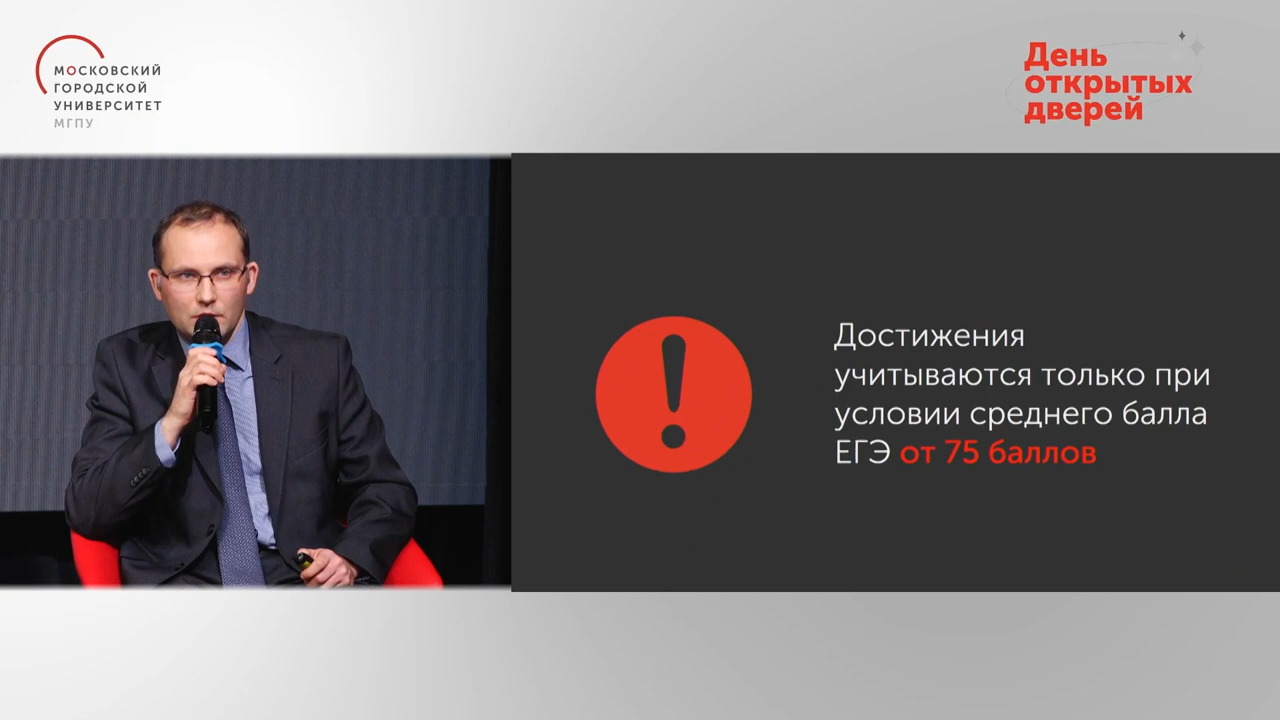 МОСКОВСКИЙ
ГОРОДСКОЙ
УНИВЕРСИТЕТ
МГПУ
День
открытых
дверей
Достижения
учитываются только при
условии среднего балла
ЕГЭ от 75 баллов